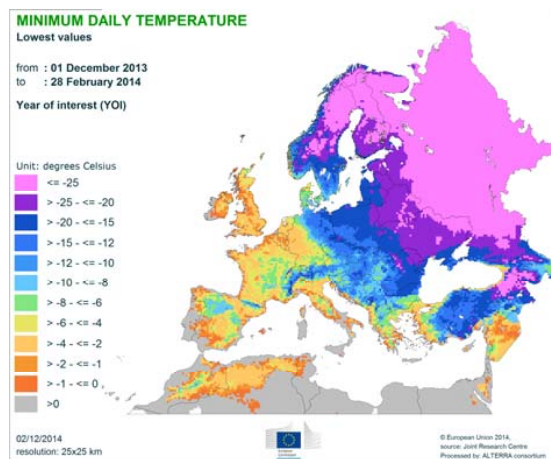 MINIMUM DAILY TEMPERATURE
Lowest values
from : 01 December 2013
to : 28 February 2014
Year of interest (YOI)
Unit: degrees Celsius
<= -25
> -25 - <= -20
> -20 - <= -15
> -15 - <= -12
> -12 - <= -10
> -10 - <= -8
> -8 - <= -6
> -6 - <= -4
> -4 - <= -2
> -2 - <= -1
> -1 - <= 0
>0
02/12/2014
resolution: 25x25 km
European
Commission
© European Union 2014,
source: Joint Research Centre
Processed by: ALTERRA consortium